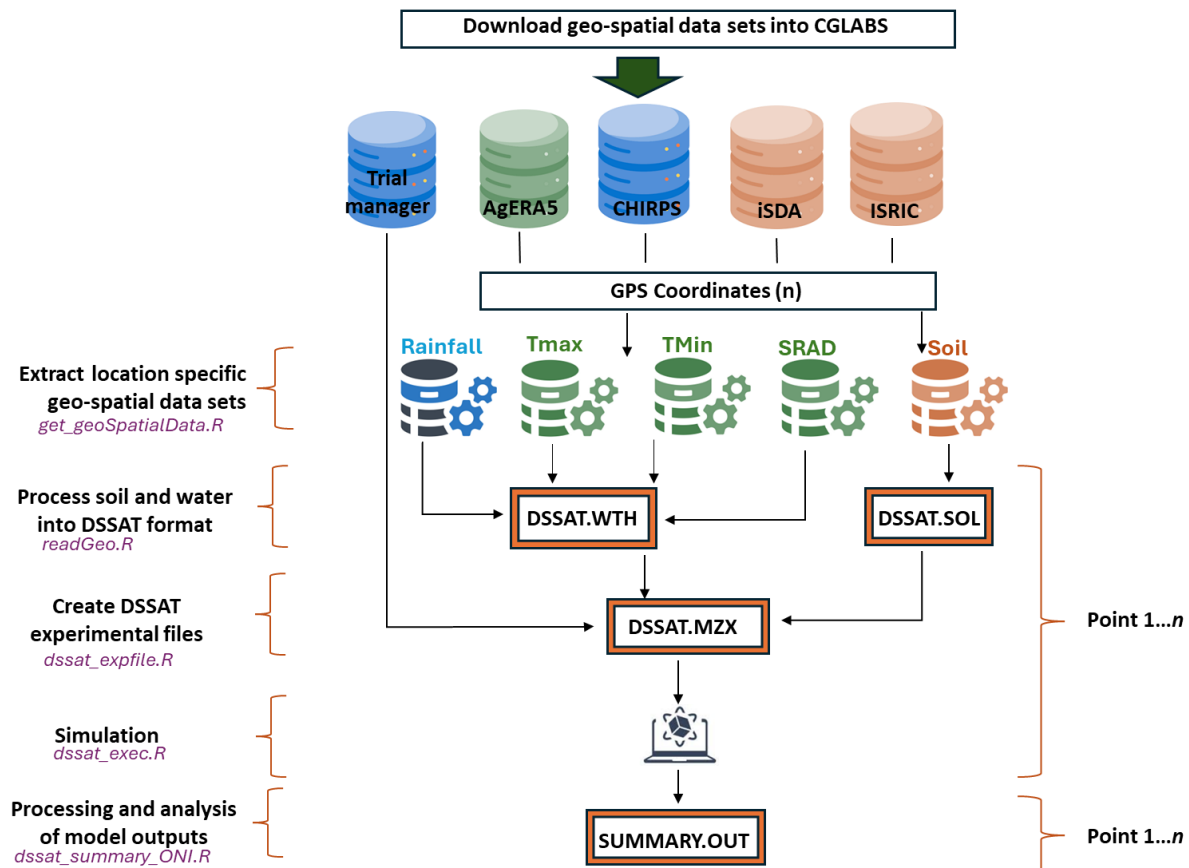 Download geo-spatial data sets into CGLABS
Trial
manager
AgERA5
CHIRPS
iSDA
ISRIC
GPS Coordinates (n)
Rainfall
Tmax
TMin
SRAD
Soil
Extract location specific
geo-spatial data sets
get_geoSpatialData.R
Process soil and water
into DSSAT format
readGeo.R
DSSAT.WTH
DSSAT.SOL
Create DSSAT
experimental files
dssat_expfile.R
DSSAT.MZX
Point 1...n
Simulation
dssat_exec.R
Processing and analysis
of model outputs
dssat_summary_ONI.R
SUMMARY.OUT
Point 1...n